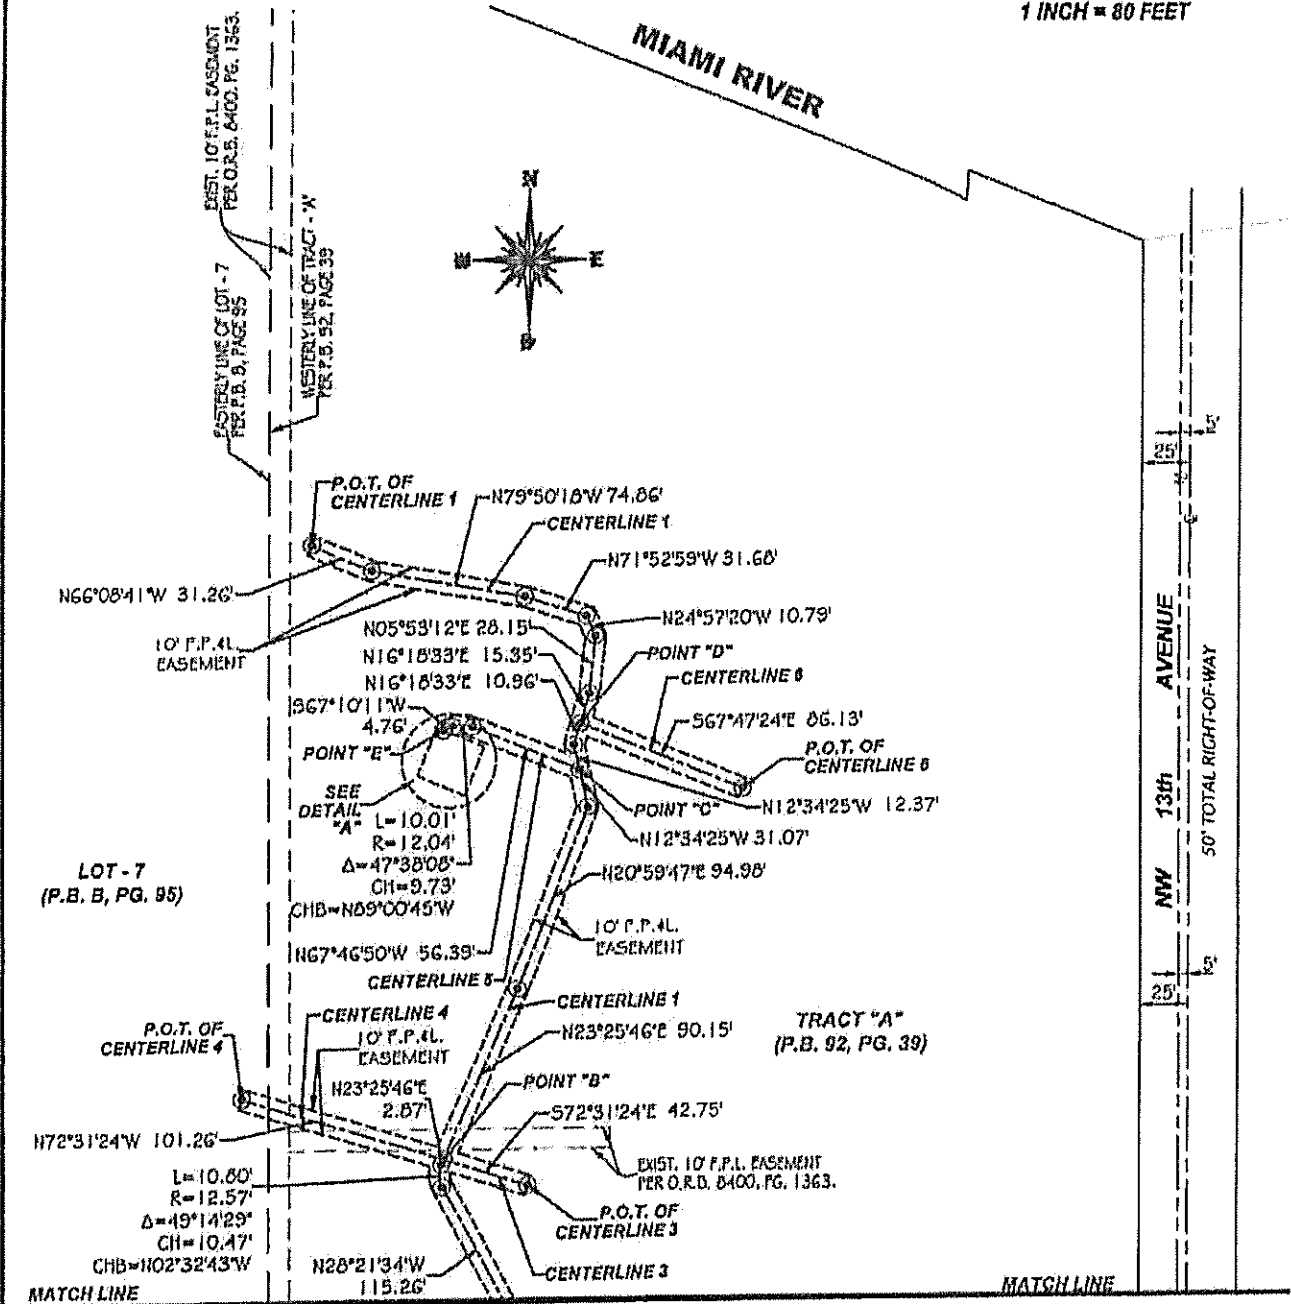 1 INCH = 80 FEET
MIAMI RIVER
EXIST. 10' F.P.L. EASEMENT
PER O.R.B. 8400, PG. 1363.
EASTERLY LINE OF LOT - 7
PER P.B. B, PAGE 95
WESTERLY LINE OF TRACT - "A"
PER P.B. 92, PAGE 39
N
W
E
S
25'
P.O.T. OF
CENTERLINE 1
N79°50'18"W 74.86'
CENTERLINE 1
N71°52'59"W 31.68'
N66°08'41"W 31.26'
N24°57'20"W 10.79'
10' F.P.&L.
EASEMENT
N05°53'12"E 28.15'
N16°18'33"E 15.35'
N16°18'33"E 10.96'
POINT "D"
CENTERLINE 6
S67°10'11"W
4.76'
S67°47'24"E 86.13'
POINT "E"
P.O.T. OF
CENTERLINE 6
SEE
DETAIL
"A"
POINT "C"
N12°34'25"W 12.37'
L=10.01'
R=12.04'
Δ=47°38'08"
CH=9.73'
CHB=N89°00'45"W
N12°34'25"W 31.07'
N20°59'47"E 94.98'
LOT - 7
(P.B. B, PG. 95)
10' F.P.&L.
EASEMENT
N67°46'50"W 56.39'
CENTERLINE 5
NW 13th AVENUE
50' TOTAL RIGHT-OF-WAY
25'
CENTERLINE 1
TRACT "A"
(P.B. 92, PG. 39)
P.O.T. OF
CENTERLINE 4
CENTERLINE 4
10' F.P.&L.
EASEMENT
N23°25'46"E 90.15'
N23°25'46"E
2.87'
POINT "B"
S72°31'24"E 42.75'
N72°31'24"W 101.26'
EXIST. 10' F.P.L. EASEMENT
PER O.R.B. 8400, PG. 1363.
L=10.80'
R=12.57'
Δ=49°14'29"
CH=10.47'
CHB=N02°32'43"W
P.O.T. OF
CENTERLINE 3
N28°21'34"W
115.26'
CENTERLINE 3
MATCH LINE
MATCH LINE